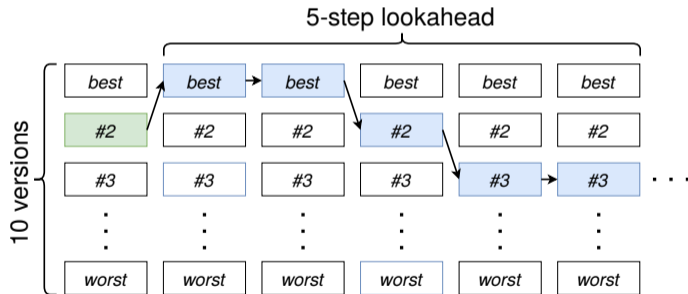 5-step lookahead
10 versions
best best best best best best
#2 #2 #2 #2 #2 #2
#3 #3 #3 #3 #3 #3
worst worst worst worst worst worst